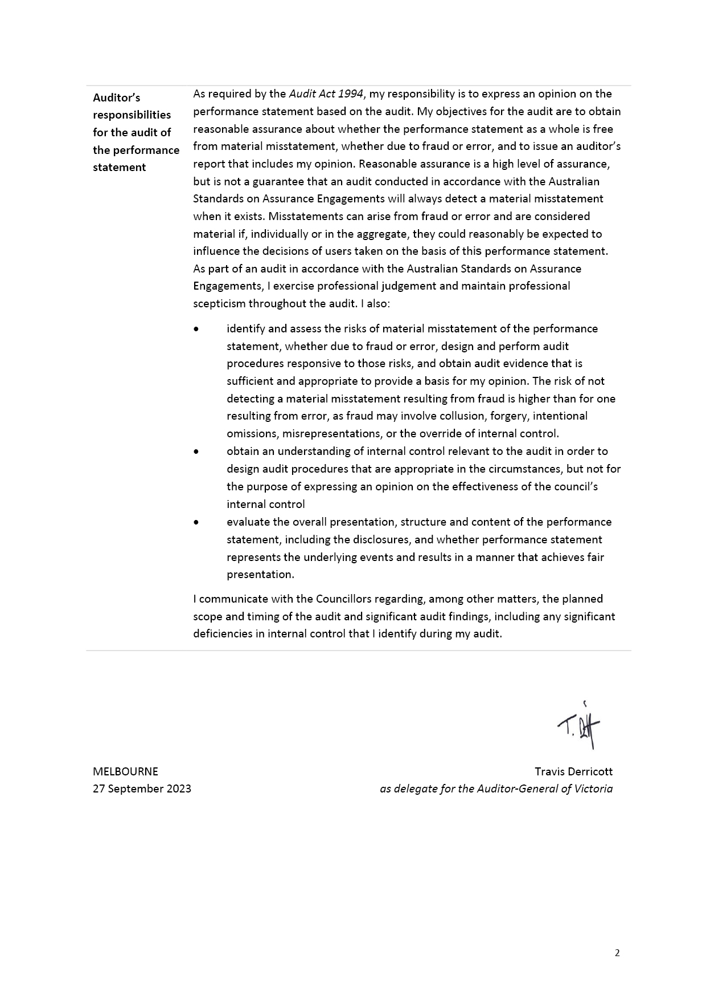 Auditor’s
responsibilities
for the audit of
the performance
statement
As required by the Audit Act 1994, my responsibility is to express an opinion on the
performance statement based on the audit. My objectives for the audit are to obtain
reasonable assurance about whether the performance statement as a whole is free
from material misstatement, whether due to fraud or error, and to issue an auditor’s
report that includes my opinion. Reasonable assurance is a high level of assurance,
but is not a guarantee that an audit conducted in accordance with the Australian
Standards on Assurance Engagements will always detect a material misstatement
when it exists. Misstatements can arise from fraud or error and are considered
material if, individually or in the aggregate, they could reasonably be expected to
influence the decisions of users taken on the basis of this performance statement.
As part of an audit in accordance with the Australian Standards on Assurance
Engagements, I exercise professional judgement and maintain professional
scepticism throughout the audit. I also:
• identify and assess the risks of material misstatement of the performance
statement, whether due to fraud or error, design and perform audit
procedures responsive to those risks, and obtain audit evidence that is
sufficient and appropriate to provide a basis for my opinion. The risk of not
detecting a material misstatement resulting from fraud is higher than for one
resulting from error, as fraud may involve collusion, forgery, intentional
omissions, misrepresentations, or the override of internal control.
• obtain an understanding of internal control relevant to the audit in order to
design audit procedures that are appropriate in the circumstances, but not for
the purpose of expressing an opinion on the effectiveness of the council’s
internal control
• evaluate the overall presentation, structure and content of the performance
statement, including the disclosures, and whether performance statement
represents the underlying events and results in a manner that achieves fair
presentation.
I communicate with the Councillors regarding, among other matters, the planned
scope and timing of the audit and significant audit findings, including any significant
deficiencies in internal control that I identify during my audit.
MELBOURNE
27 September 2023
Travis Derricott
as delegate for the Auditor-General of Victoria
2